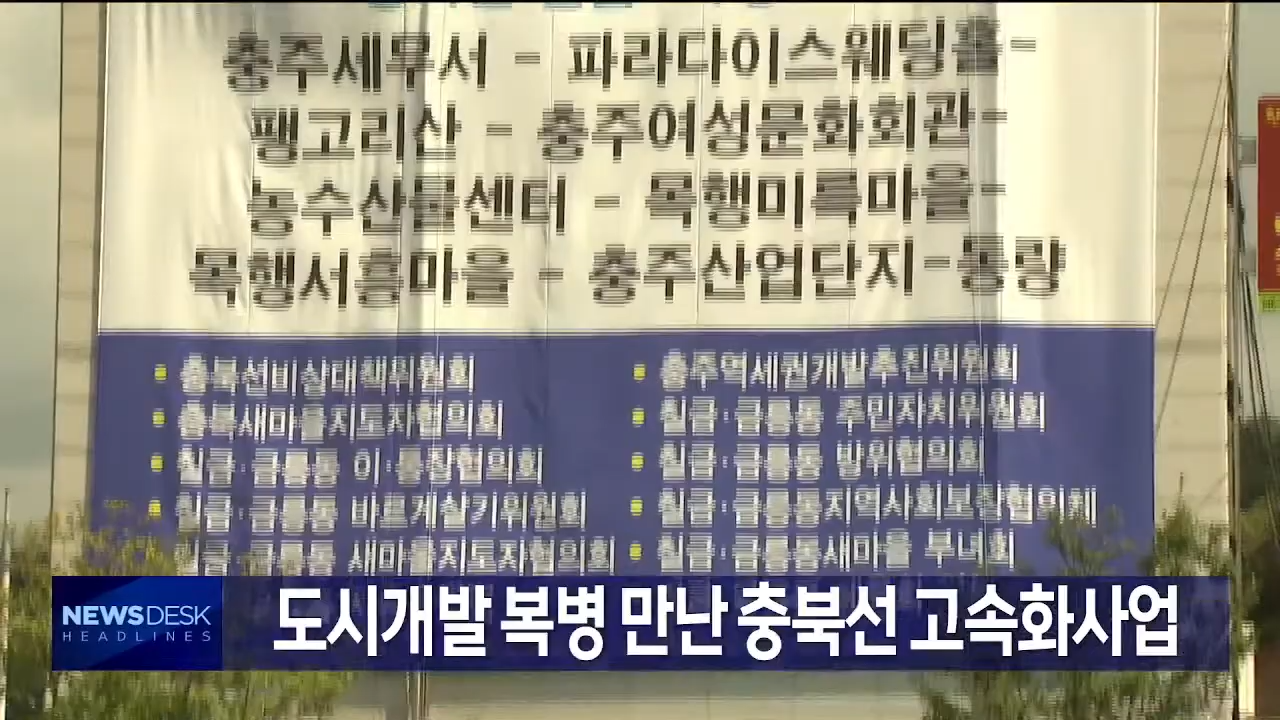 충주세무서 - 파라다이스웨딩홀-
팽고리산 - 충주여성문화회관-
농수산물센터 - 목행미륵마을-
목행서흥마을 - 충주산업단지-동량
충북선비상대책위원회
충북새마을지도자협의회
칠금·금릉동 이·통장협의회
칠금·금릉동 바르게살기위원회
칠금·금릉동 새마을지도자협의회
충주역세권개발추진위원회
칠금·금릉동 주민자치위원회
칠금·금릉동 방위협의회
칠금·금릉동지역사회보장협의체
칠금·금릉동새마을 부녀회
NEWSDESK
HEADLINES
도시개발 복병 만난 충북선 고속화사업